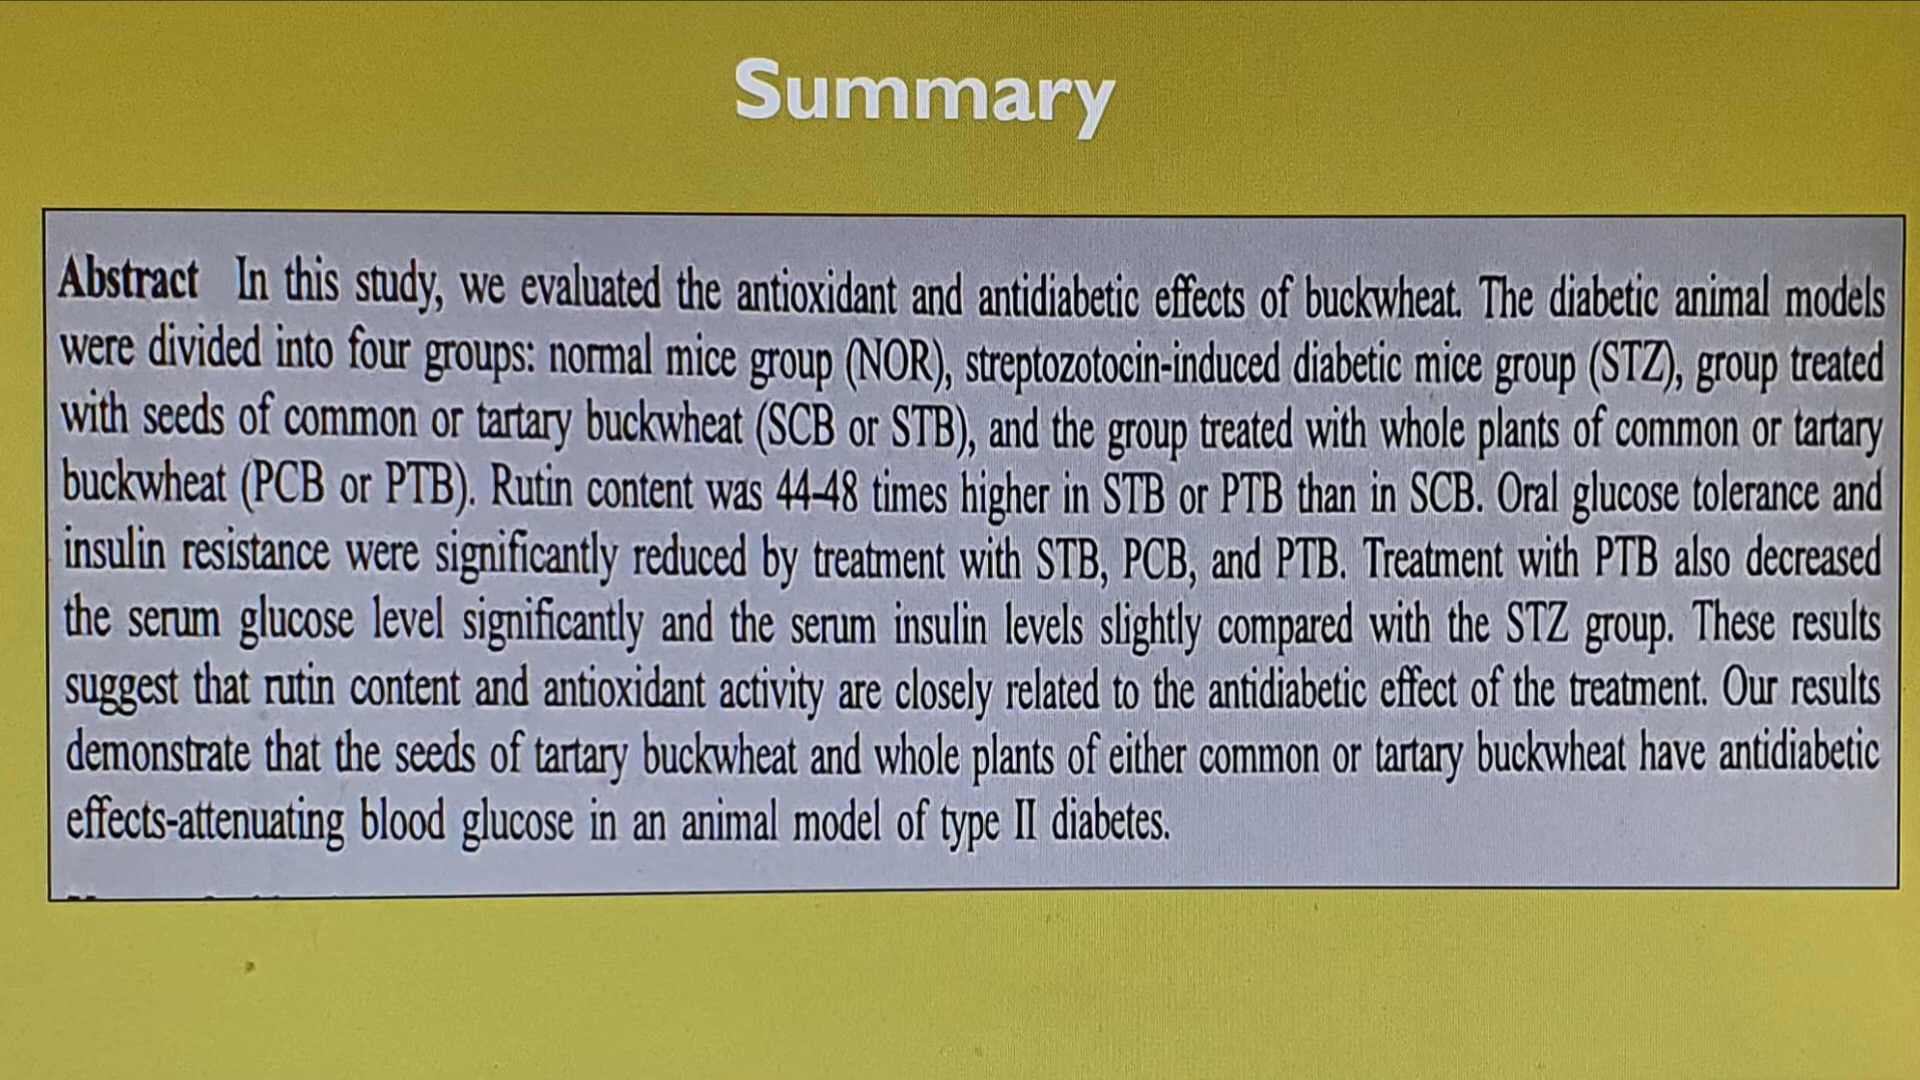 Summary
Abstract In this study, we evaluated the antioxidant and antidiabetic effects of buckwheat. The diabetic animal models
were divided into four groups: normal mice group (NOR), streptozotocin-induced diabetic mice group (STZ), group treated
with seeds of common or tartary buckwheat (SCB or STB), and the group treated with whole plants of common or tartary
buckwheat (PCB or PTB). Rutin content was 44-48 times higher in STB or PTB than in SCB. Oral glucose tolerance and
insulin resistance were significantly reduced by treatment with STB, PCB, and PTB. Treatment with PTB also decreased
the serum glucose level significantly and the serum insulin levels slightly compared with the STZ group. These results
suggest that rutin content and antioxidant activity are closely related to the antidiabetic effect of the treatment. Our results
demonstrate that the seeds of tartary buckwheat and whole plants of either common or tartary buckwheat have antidiabetic
effects-attenuating blood glucose in an animal model of type II diabetes.